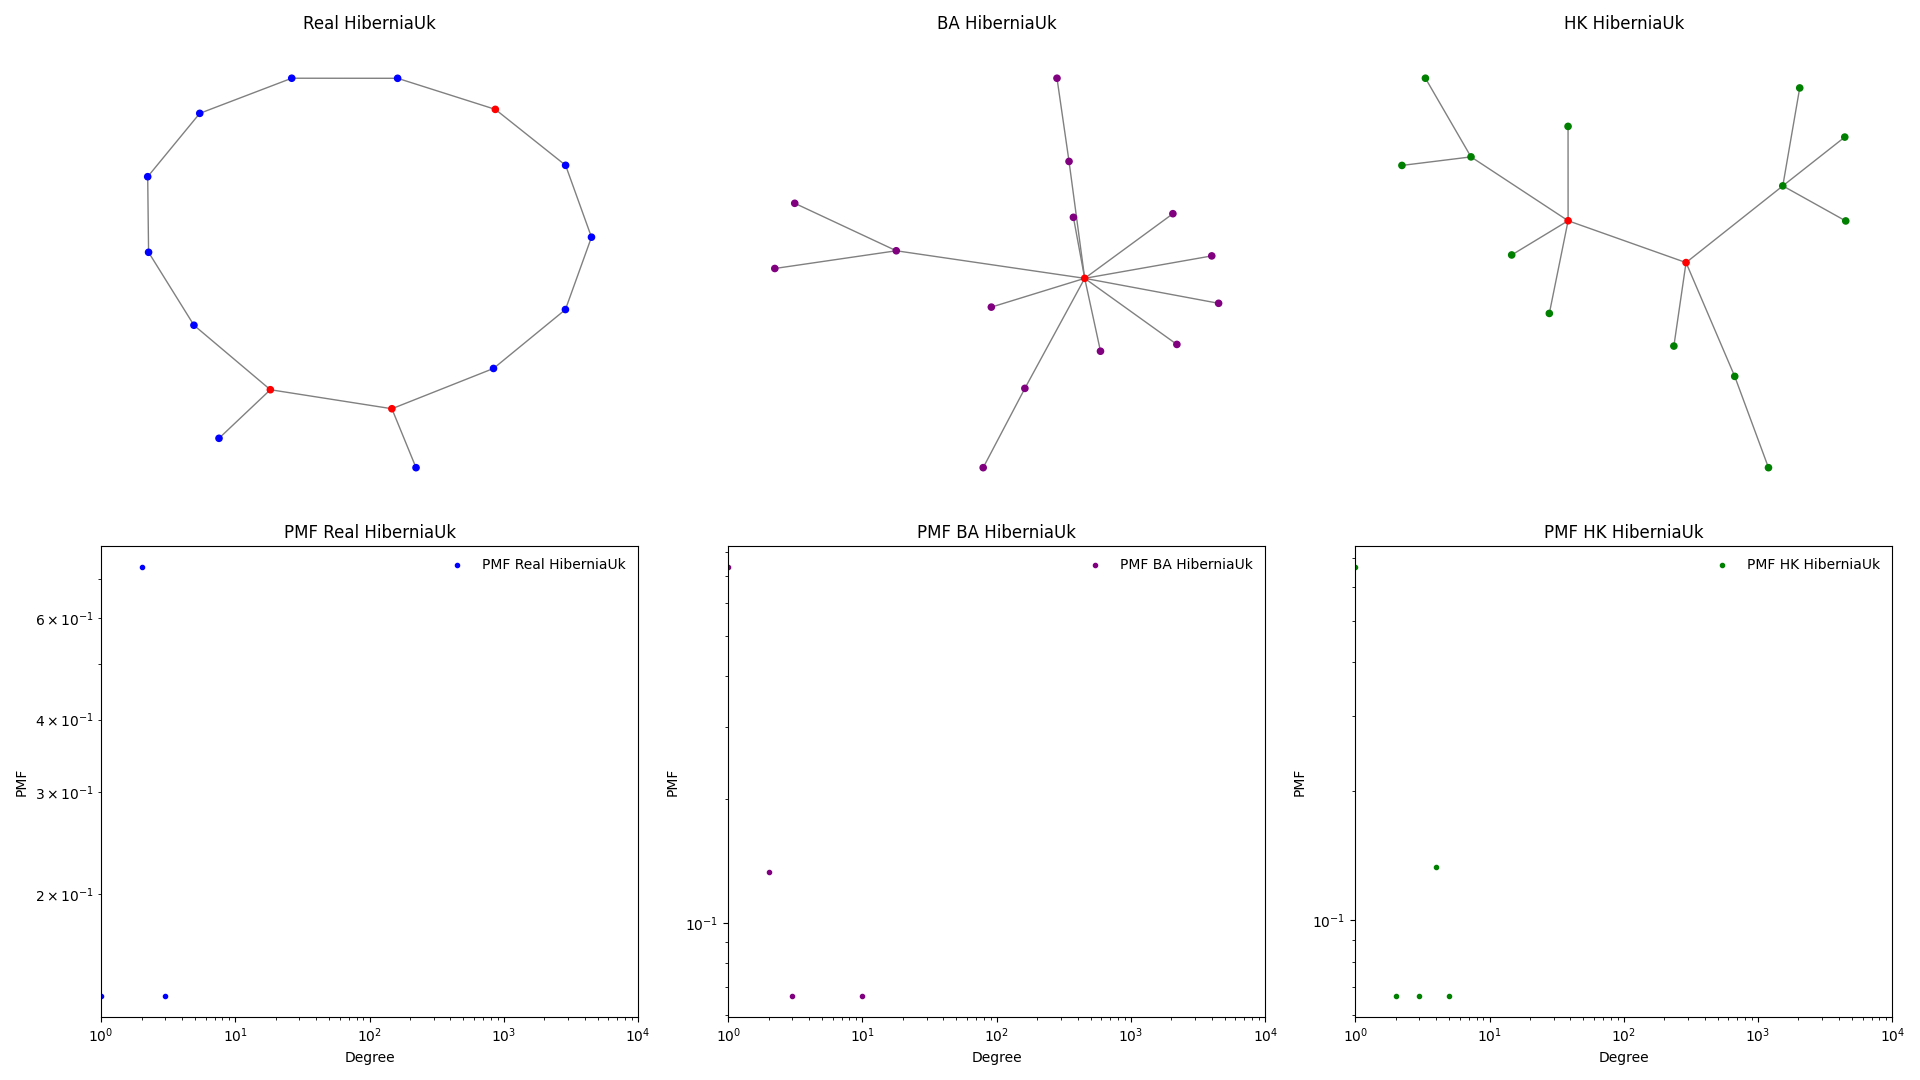 Real HiberniaUk
BA HiberniaUk
HK HiberniaUk
PMF Real HiberniaUk
PMF Real HiberniaUk
PMF
6 × 10⁻¹
4 × 10⁻¹
3 × 10⁻¹
2 × 10⁻¹
10⁰ 10¹ 10² 10³ 10⁴
Degree
PMF BA HiberniaUk
PMF BA HiberniaUk
PMF
10⁻¹
10⁰ 10¹ 10² 10³ 10⁴
Degree
PMF HK HiberniaUk
PMF HK HiberniaUk
PMF
10⁻¹
10⁰ 10¹ 10² 10³ 10⁴
Degree